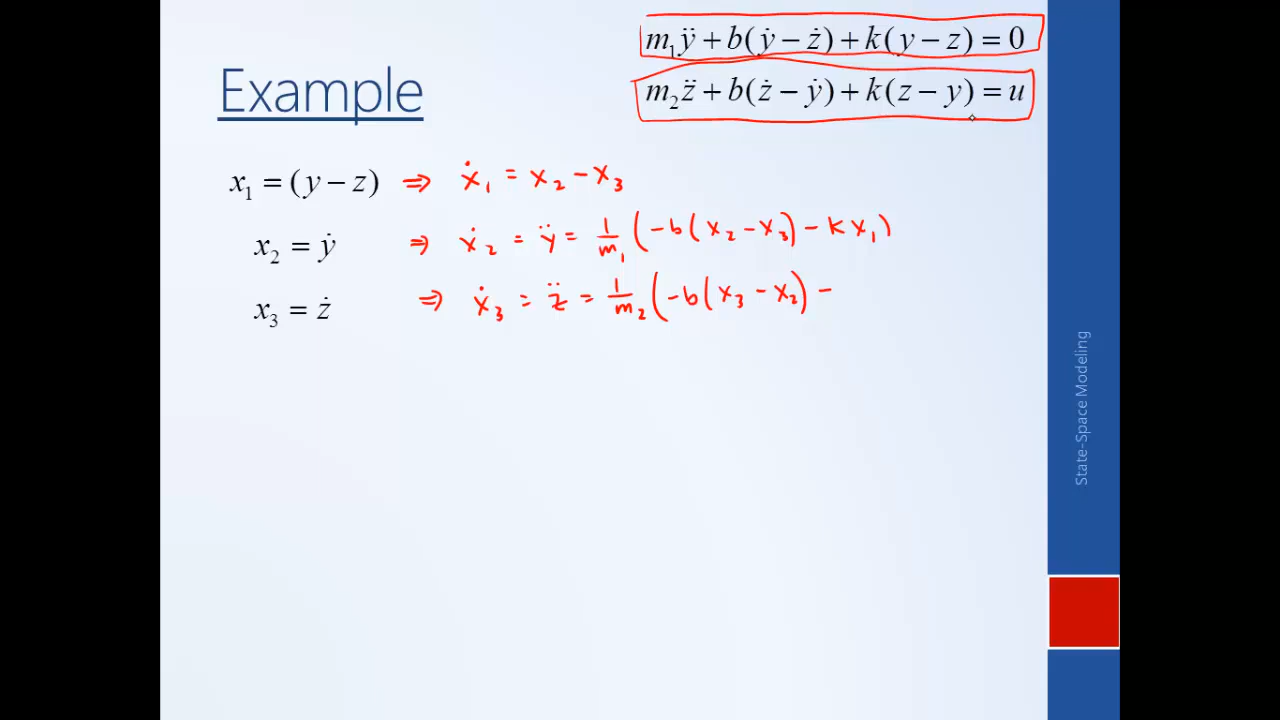 m₁ÿ + b(ẏ − ż) + k(y − z) = 0
Example
m₂z̈ + b(ż − ẏ) + k(z − y) = u
x₁ = (y − z) ⇒ ẋ₁ = x₂ − x₃
x₂ = ẏ ⇒ ẋ₂ = ÿ = 1/m₁ (−b(x₂ − x₃) − kx₁)
x₃ = ż ⇒ ẋ₃ = z̈ = 1/m₂ (−b(x₃ − x₂) −
State-Space Modeling